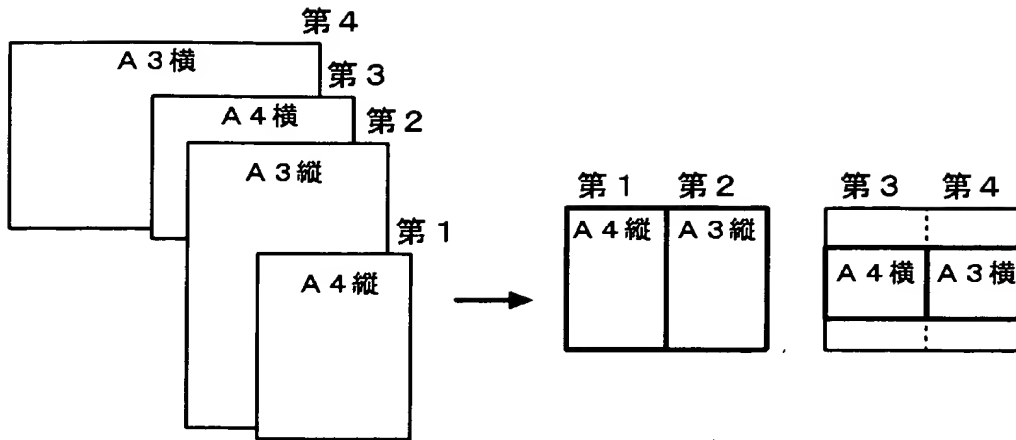 第4
A3横
第3
A4横
第2
A3縦
第1
A4縦
第1 第2
A4縦 A3縦
第3 第4
A4横 A3横